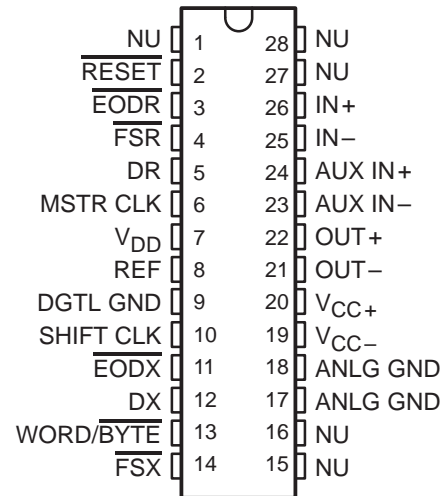 NU 1 28 NU
RESET 2 27 NU
EODR 3 26 IN+
FSR 4 25 IN−
DR 5 24 AUX IN+
MSTR CLK 6 23 AUX IN−
VDD 7 22 OUT+
REF 8 21 OUT−
DGTL GND 9 20 VCC+
SHIFT CLK 10 19 VCC−
EODX 11 18 ANLG GND
DX 12 17 ANLG GND
WORD/BYTE 13 16 NU
FSX 14 15 NU